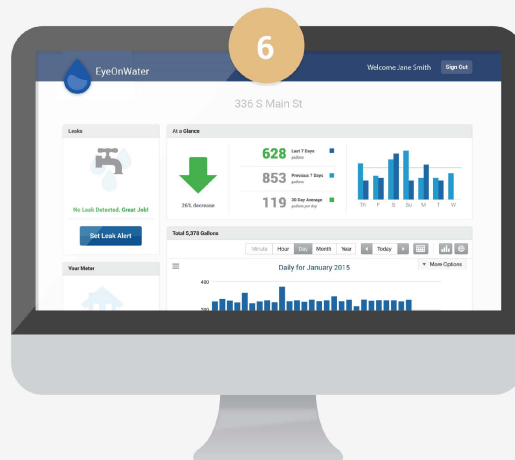 6
EyeOnWater
Welcome Jane Smith
Sign Out
336 S Main St
Leaks
No Leak Detected. Great Job!
Set Leak Alert
Your Meter
At a Glance
26% decrease
628 Last 7 Days
gallons
853 Previous 7 Days
gallons
119 30 Day Average
gallons per day
Th F S Su M T W
Total 5,378 Gallons
Minute Hour Day Month Year Today
Daily for January 2015
More Options
400
300